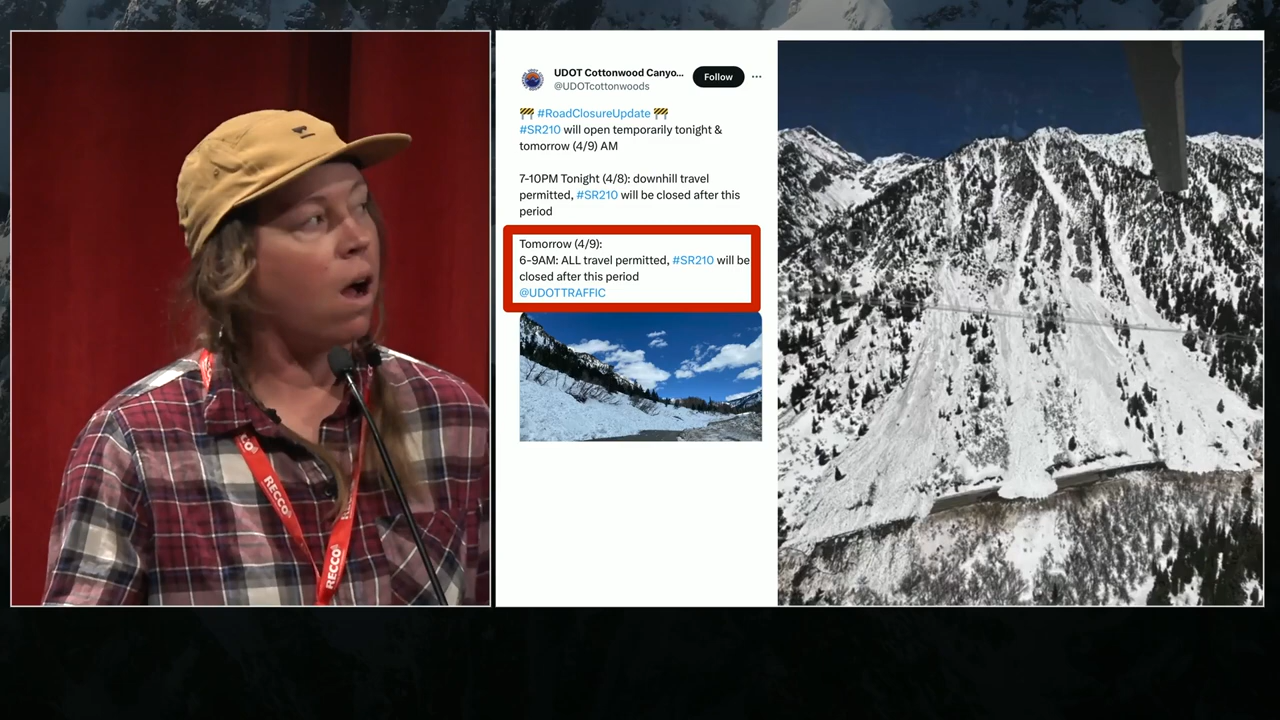 UDOT Cottonwood Canyo...
Follow
@UDOTcottonwoods
#RoadClosureUpdate
#SR210 will open temporarily tonight &
tomorrow (4/9) AM
7-10PM Tonight (4/8): downhill travel
permitted, #SR210 will be closed after this
period
Tomorrow (4/9):
6-9AM: ALL travel permitted, #SR210 will be
closed after this period
@UDOTTRAFFIC
RECCO
RECCO